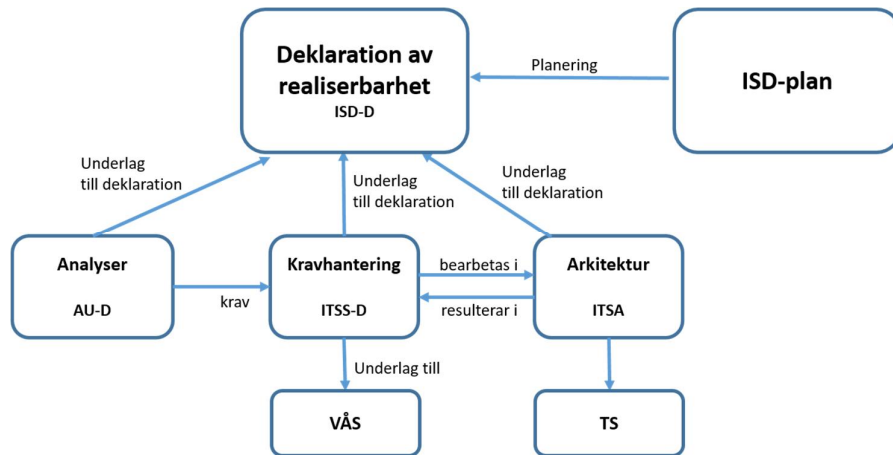 Deklaration av
realiserbarhet
ISD-D
Planering
ISD-plan
Underlag
till deklaration
Underlag
till deklaration
Underlag
till deklaration
Analyser
AU-D
krav
Kravhantering
ITSS-D
bearbetas i
resulterar i
Arkitektur
ITSA
Underlag till
VÅS
TS